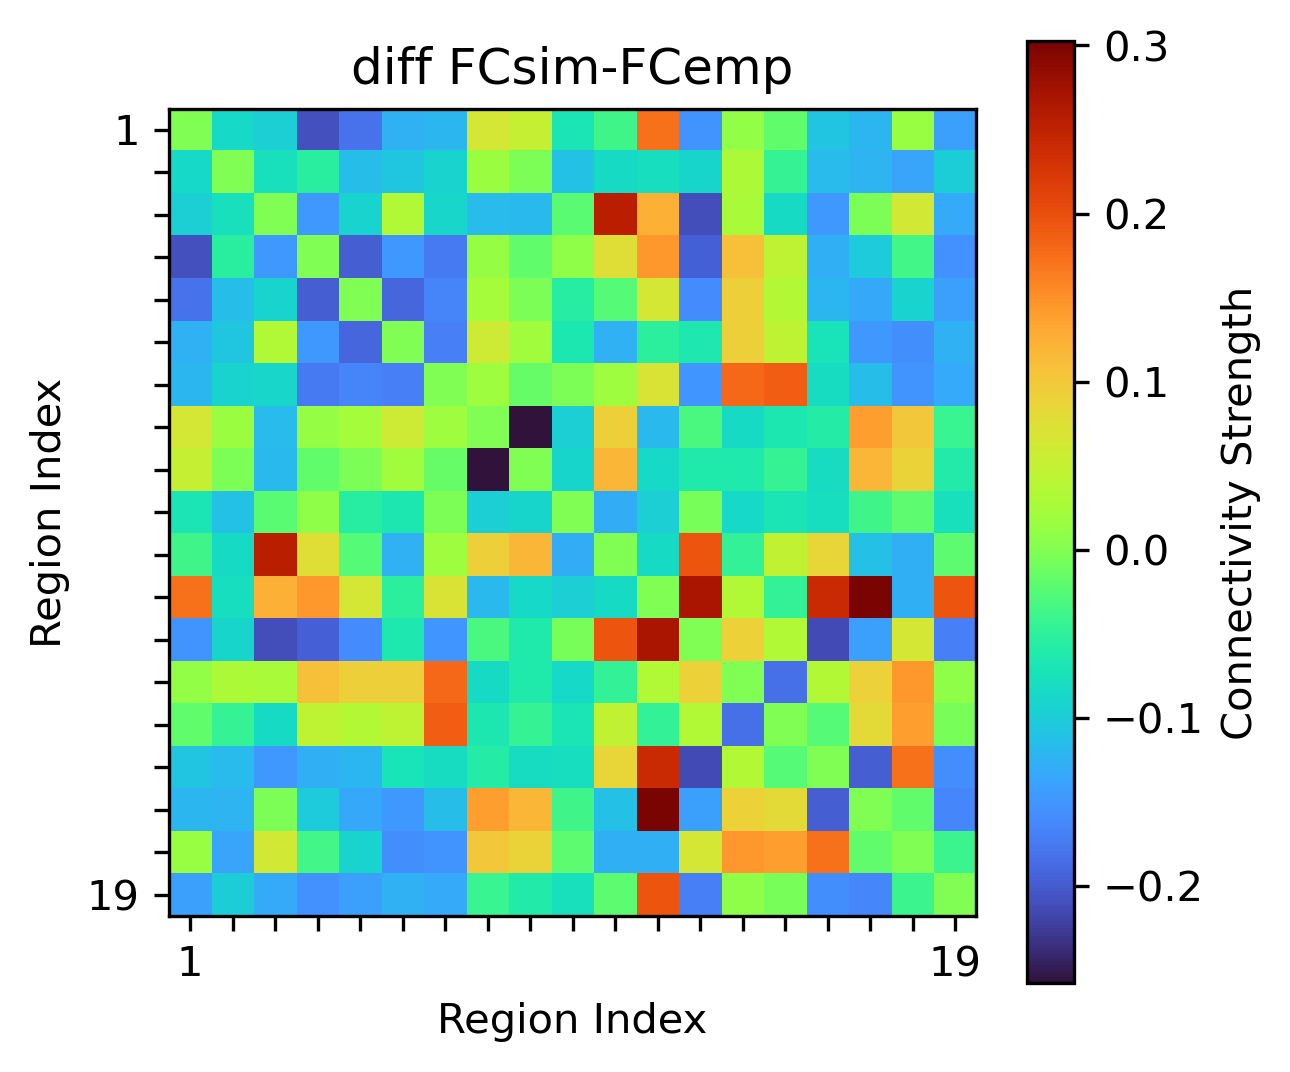 diff FCsim-FCemp
1
19
Region Index
1
19
Region Index
0.3
0.2
0.1
0.0
−0.1
−0.2
Connectivity Strength